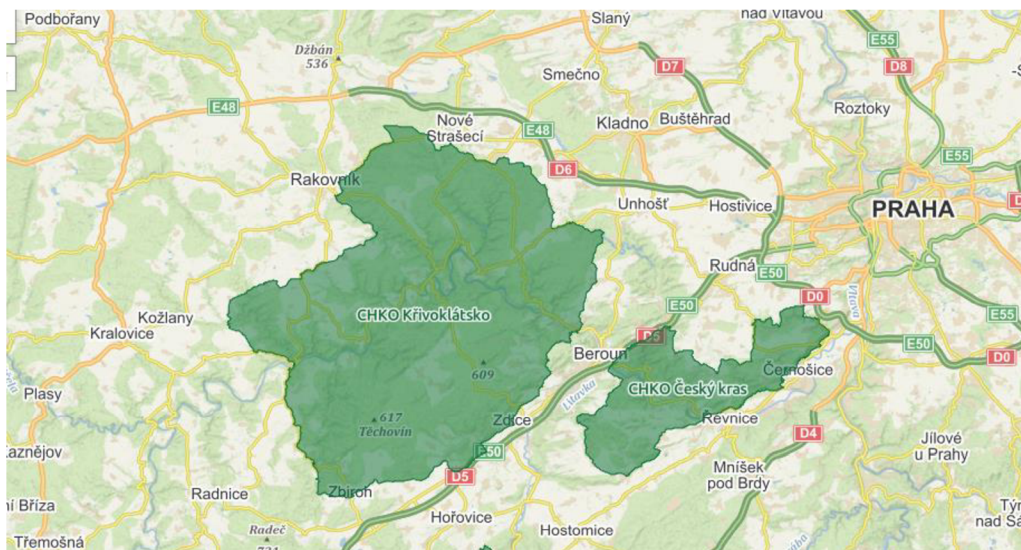 Podbořany
Slaný
nad Vltavou
Džbán
536
E55
D7
D8
Smečno
E48
Roztoky
Nové
Strašecí
E48
Kladno
Buštěhrad
E55
D6
Rakovník
Unhošť
Hostivice
PRAHA
Rudná
E50
Vltava
D0
E50
E55
CHKO Křivoklátsko
Kožlany
Kralovice
D5
E50
D0
Beroun
609
Černošice
Plasy
Litavka
CHKO Český kras
617
Těchovín
Zdice
Řevnice
D4
E50
Jílové
u Prahy
D5
Mníšek
pod Brdy
Radnice
Zbiroh
Hořovice
Hostomice
Radeč
Třemošná